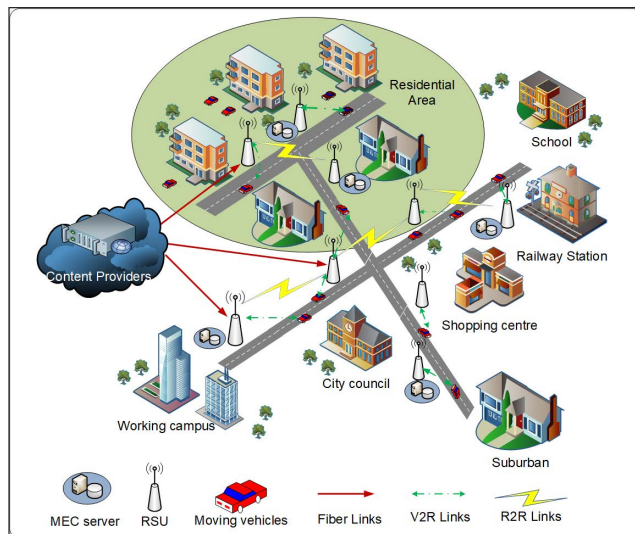 Residential
Area
School
Content Providers
Railway Station
Shopping centre
City council
Working campus
Suburban
MEC server
RSU
Moving vehicles
Fiber Links
V2R Links
R2R Links